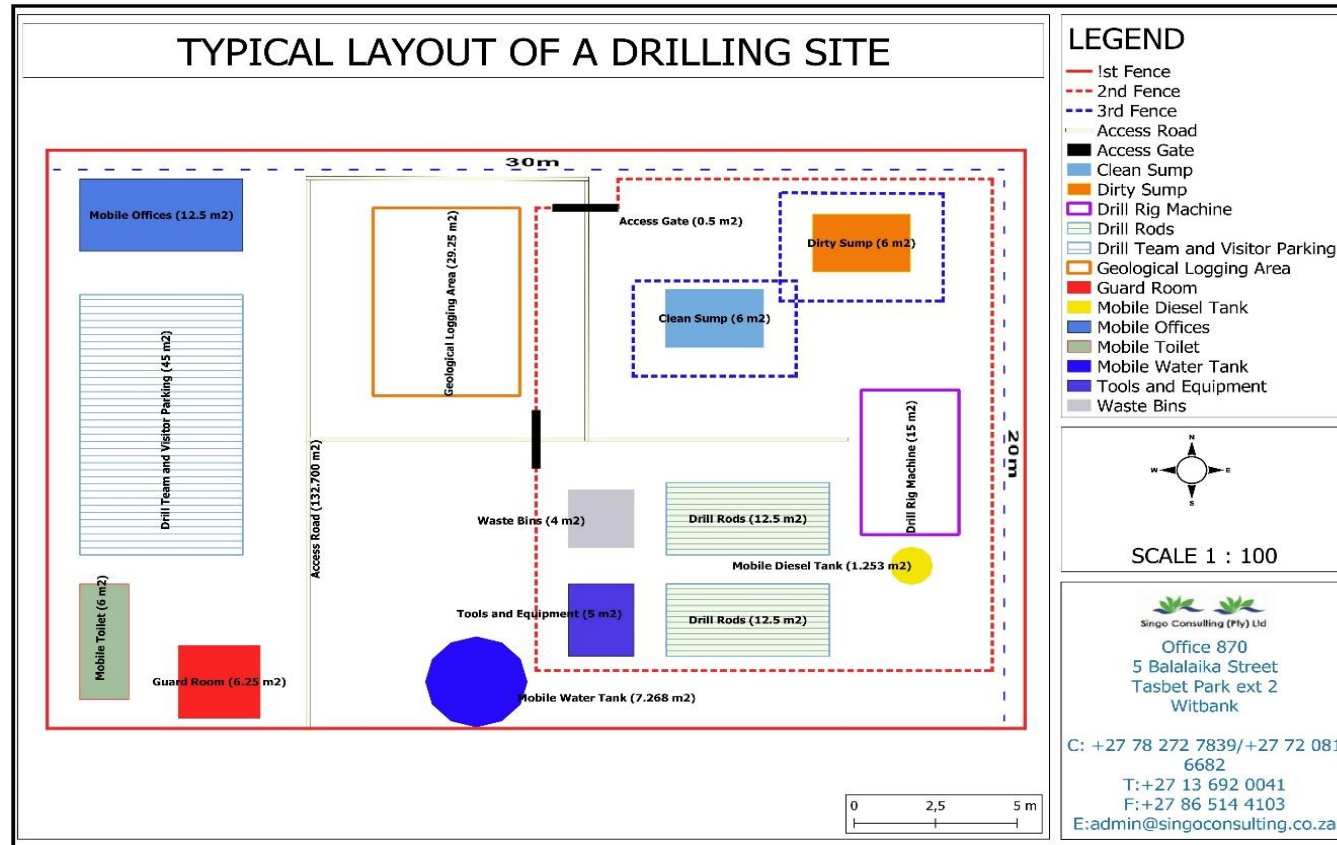 TYPICAL LAYOUT OF A DRILLING SITE
30m
20m
Mobile Offices (12.5 m2)
Geological Logging Area (29.25 m2)
Access Gate (0.5 m2)
Dirty Sump (6 m2)
Clean Sump (6 m2)
Drill Team and Visitor Parking (45 m2)
Access Road (132.700 m2)
Drill Rig Machine (15 m2)
Waste Bins (4 m2)
Drill Rods (12.5 m2)
Mobile Diesel Tank (1.253 m2)
Mobile Toilet (6 m2)
Tools and Equipment (5 m2)
Drill Rods (12.5 m2)
Guard Room (6.25 m2)
Mobile Water Tank (7.268 m2)
0 2,5 5 m
LEGEND
!st Fence
2nd Fence
3rd Fence
Access Road
Access Gate
Clean Sump
Dirty Sump
Drill Rig Machine
Drill Rods
Drill Team and Visitor Parking
Geological Logging Area
Guard Room
Mobile Diesel Tank
Mobile Offices
Mobile Toilet
Mobile Water Tank
Tools and Equipment
Waste Bins
N
W E
S
SCALE 1 : 100
Singo Consulting (Pty) Ltd
Office 870
5 Balalaika Street
Tasbet Park ext 2
Witbank
C: +27 78 272 7839/+27 72 081
6682
T:+27 13 692 0041
F:+27 86 514 4103
E:admin@singoconsulting.co.za